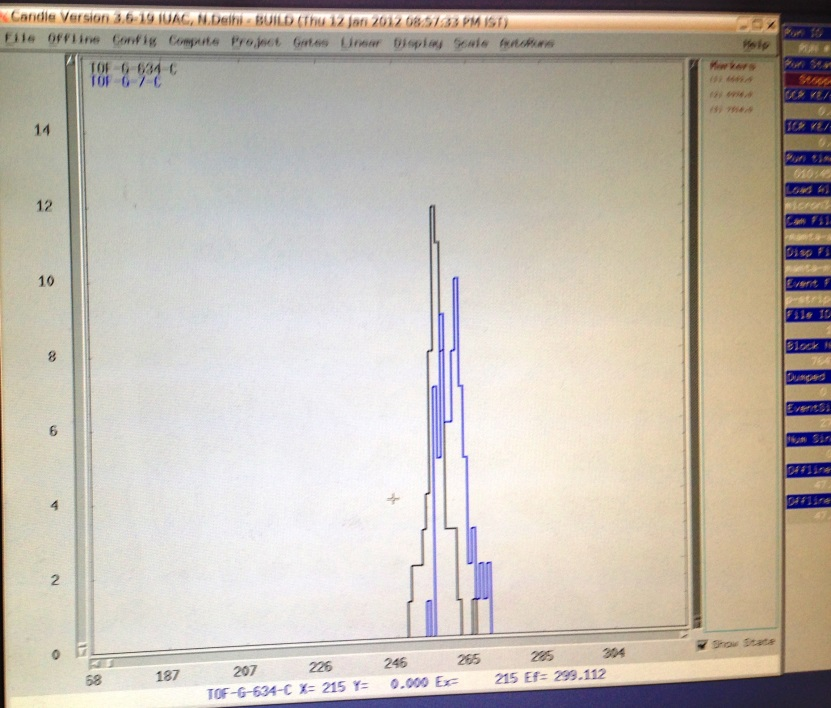 Candle Version 3.6-19 IUAC, N.Delhi - BUILD (Thu 12 Jan 2012 08:57:33 PM IST)
File Offline Config Compute Project Gates Linear Display Scale AutoRuns Help
TOF-G-634-C
TOF-G-7-C
Markers
14
12
10
8
6
4
2
0
68 187 207 226 246 265 285 304
Show State
TOF-G-634-C X= 215 Y= 0.000 Ex= 215 Ef= 299.112
Run ID
Run Sta
Stopp
OCR KE/
ICR KE/
Run tim
Load Al
Cam Fil
Disp Fi
Event F
p-strip
File ID
Block N
Dumped
EventSi
Num Sin
Offline
Offline